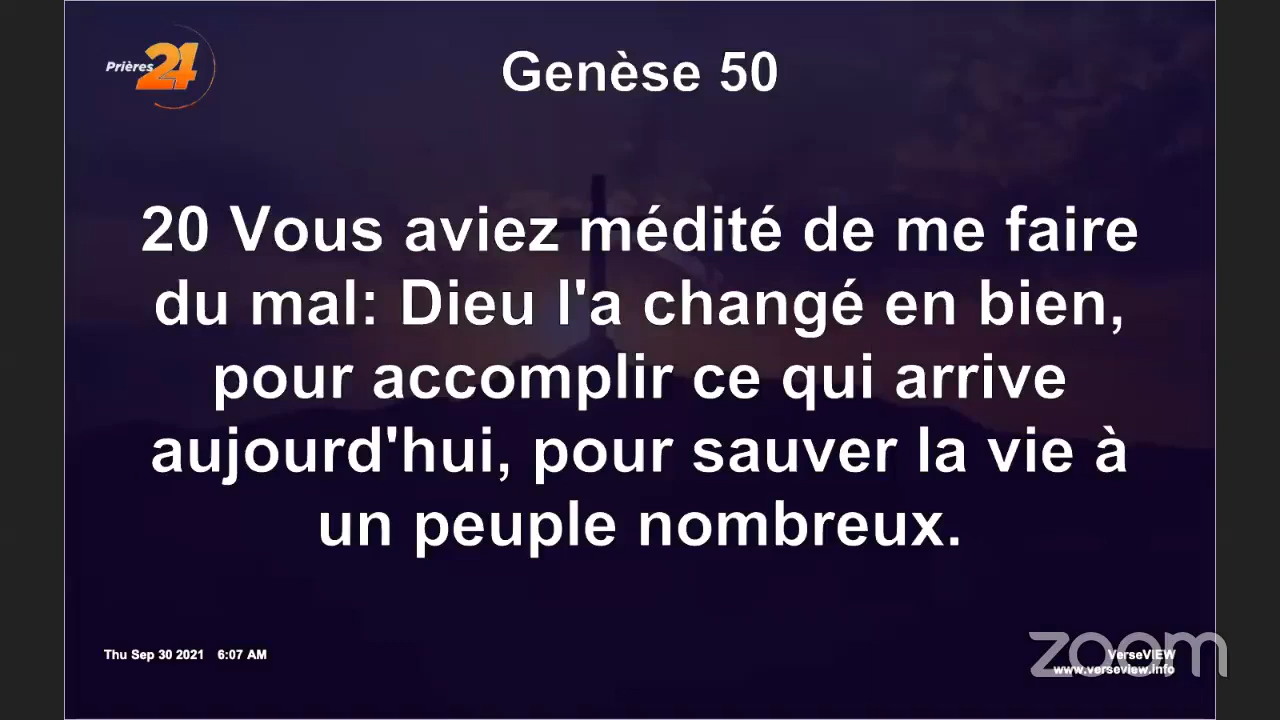 Prières 24
Genèse 50
20 Vous aviez médité de me faire
du mal: Dieu l'a changé en bien,
pour accomplir ce qui arrive
aujourd'hui, pour sauver la vie à
un peuple nombreux.
Thu Sep 30 2021 6:07 AM
zoom
VerseVIEW
www.verseview.info